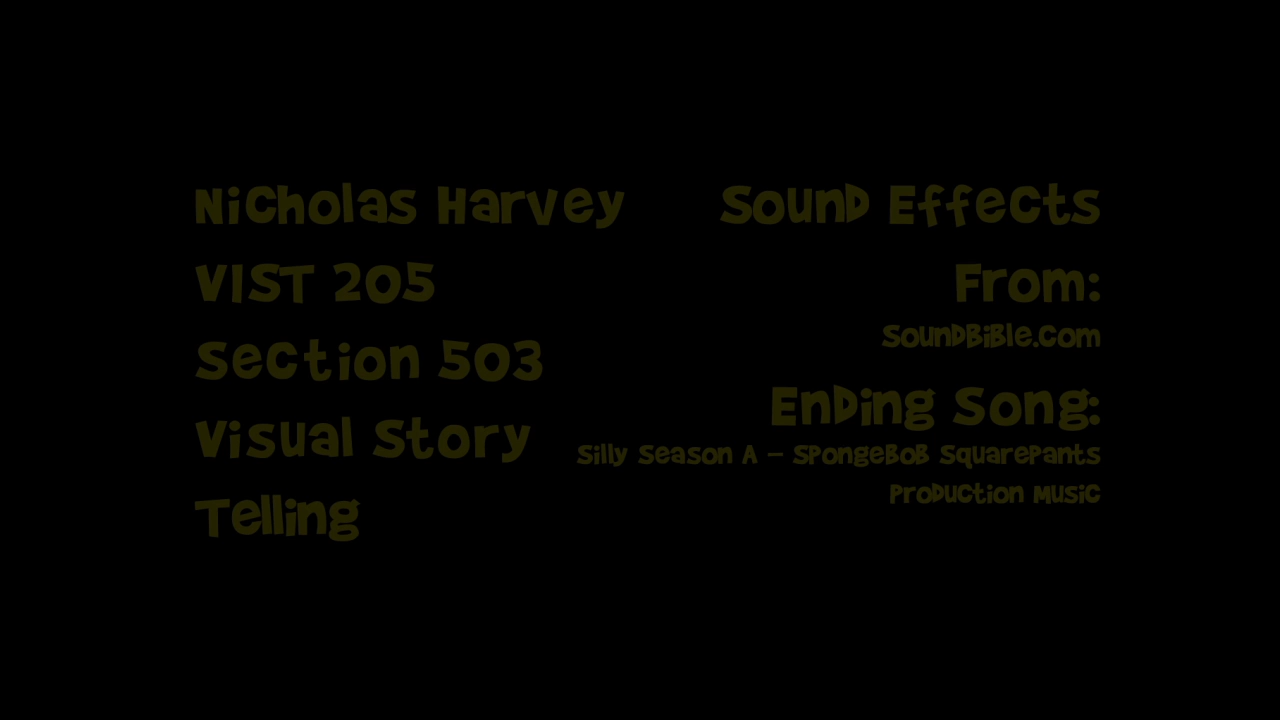 Nicholas Harvey
VIST 205
Section 503
Visual Story
Telling
Sound Effects
From:
SoundBible.com
Ending Song:
Silly Season A - SpongeBob Squarepants
Production Music